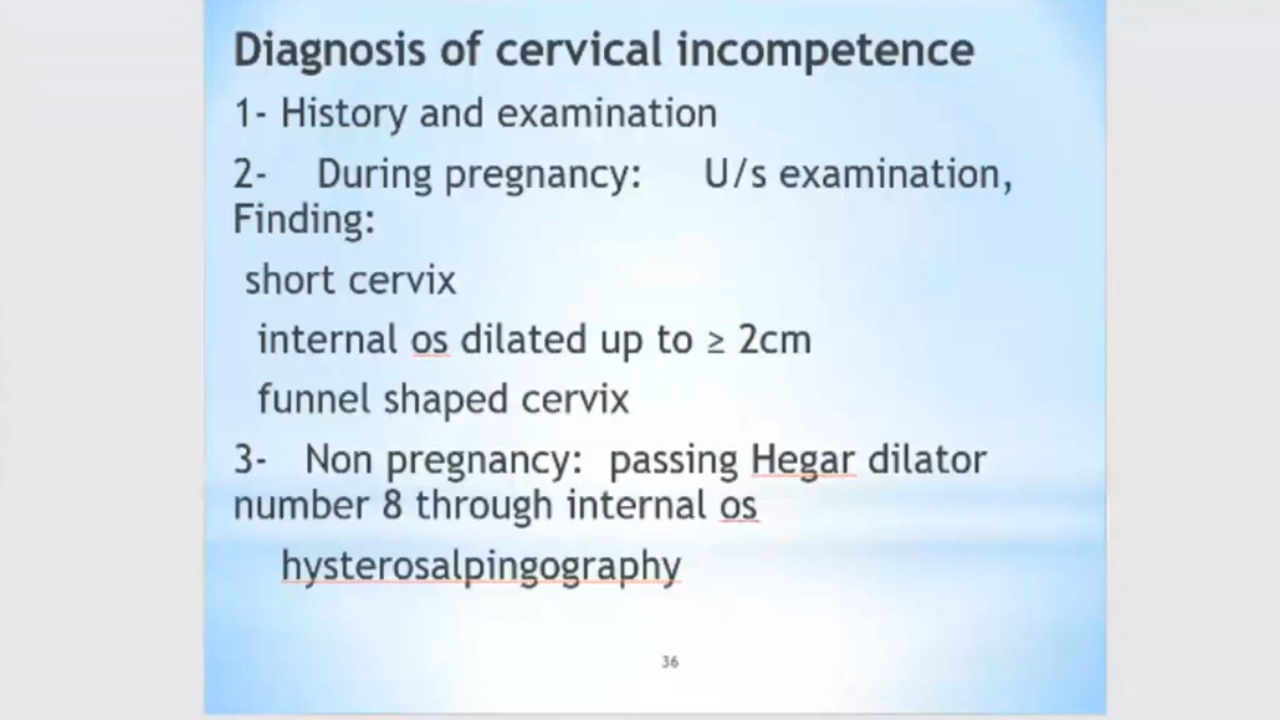 Diagnosis of cervical incompetence
1- History and examination
2- During pregnancy: U/s examination,
Finding:
short cervix
internal os dilated up to ≥ 2cm
funnel shaped cervix
3- Non pregnancy: passing Hegar dilator
number 8 through internal os
hysterosalpingography
36